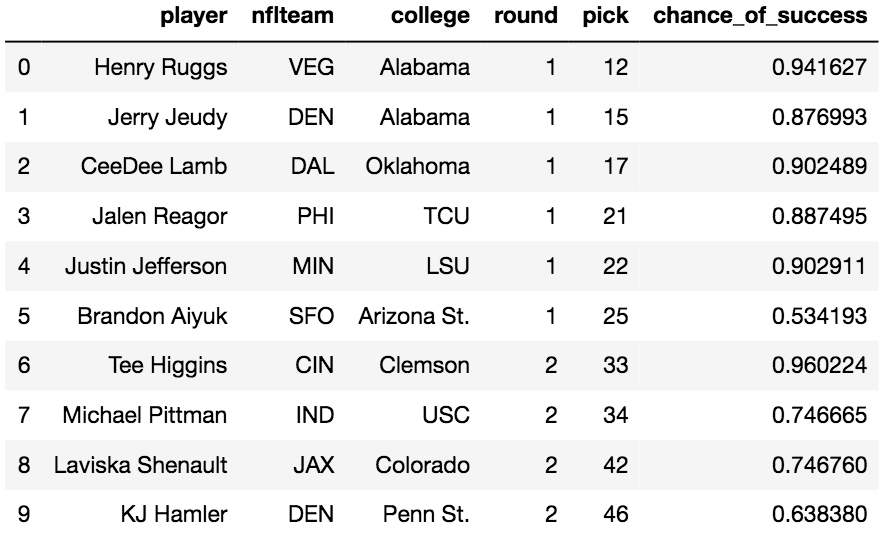 player nflteam college round pick chance_of_success
0 Henry Ruggs VEG Alabama 1 12 0.941627
1 Jerry Jeudy DEN Alabama 1 15 0.876993
2 CeeDee Lamb DAL Oklahoma 1 17 0.902489
3 Jalen Reagor PHI TCU 1 21 0.887495
4 Justin Jefferson MIN LSU 1 22 0.902911
5 Brandon Aiyuk SFO Arizona St. 1 25 0.534193
6 Tee Higgins CIN Clemson 2 33 0.960224
7 Michael Pittman IND USC 2 34 0.746665
8 Laviska Shenault JAX Colorado 2 42 0.746760
9 KJ Hamler DEN Penn St. 2 46 0.638380